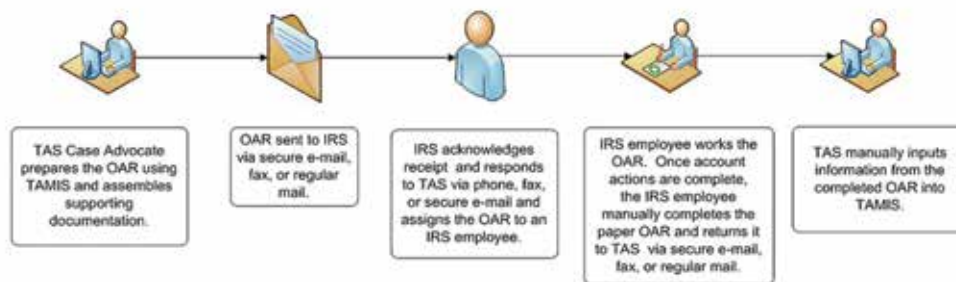 TAS Case Advocate
prepares the OAR using
TAMIS and assembles
supporting
documentation.
OAR sent to IRS
via secure e-mail,
fax, or regular
mail.
IRS acknowledges
receipt and responds
to TAS via phone, fax,
or secure e-mail and
assigns the OAR to an
IRS employee.
IRS employee works the
OAR. Once account
actions are complete,
the IRS employee
manually completes the
paper OAR and returns it
to TAS via secure e-mail,
fax, or regular mail.
TAS manually inputs
information from the
completed OAR into
TAMIS.